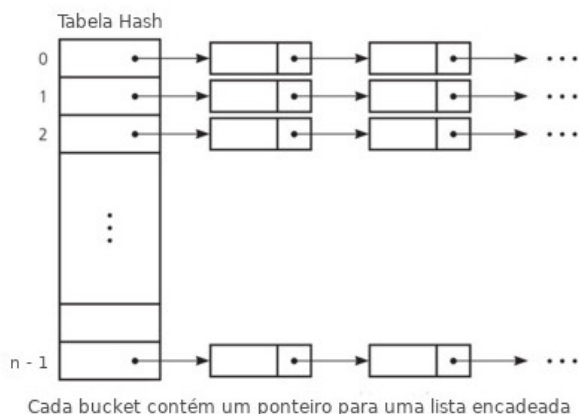 Tabela Hash
0
1
2
n - 1
Cada bucket contém um ponteiro para uma lista encadeada